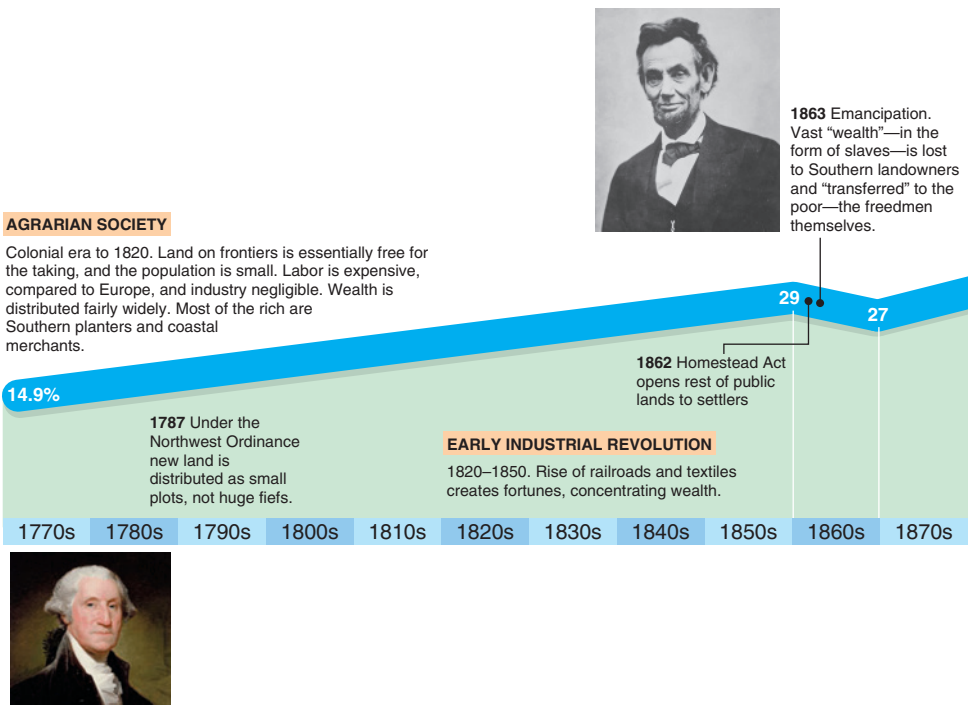 1863 Emancipation.
Vast “wealth”—in the
form of slaves—is lost
to Southern landowners
and “transferred” to the
poor—the freedmen
themselves.
AGRARIAN SOCIETY
Colonial era to 1820. Land on frontiers is essentially free for
the taking, and the population is small. Labor is expensive,
compared to Europe, and industry negligible. Wealth is
distributed fairly widely. Most of the rich are
Southern planters and coastal
merchants.
29
27
14.9%
1862 Homestead Act
opens rest of public
lands to settlers
1787 Under the
Northwest Ordinance
new land is
distributed as small
plots, not huge fiefs.
EARLY INDUSTRIAL REVOLUTION
1820–1850. Rise of railroads and textiles
creates fortunes, concentrating wealth.
1770s 1780s 1790s 1800s 1810s 1820s 1830s 1840s 1850s 1860s 1870s